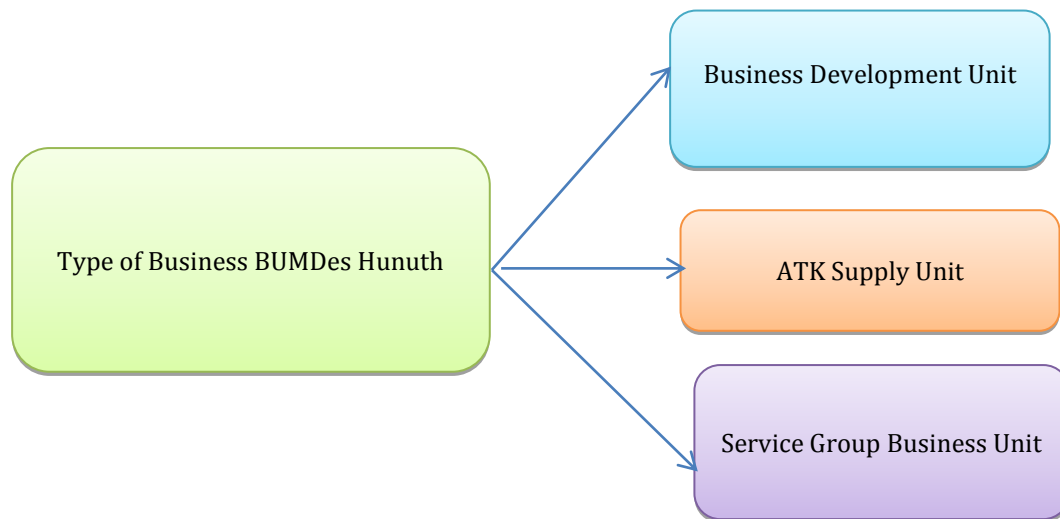 Business Development Unit
Type of Business BUMDes Hunuth
ATK Supply Unit
Service Group Business Unit